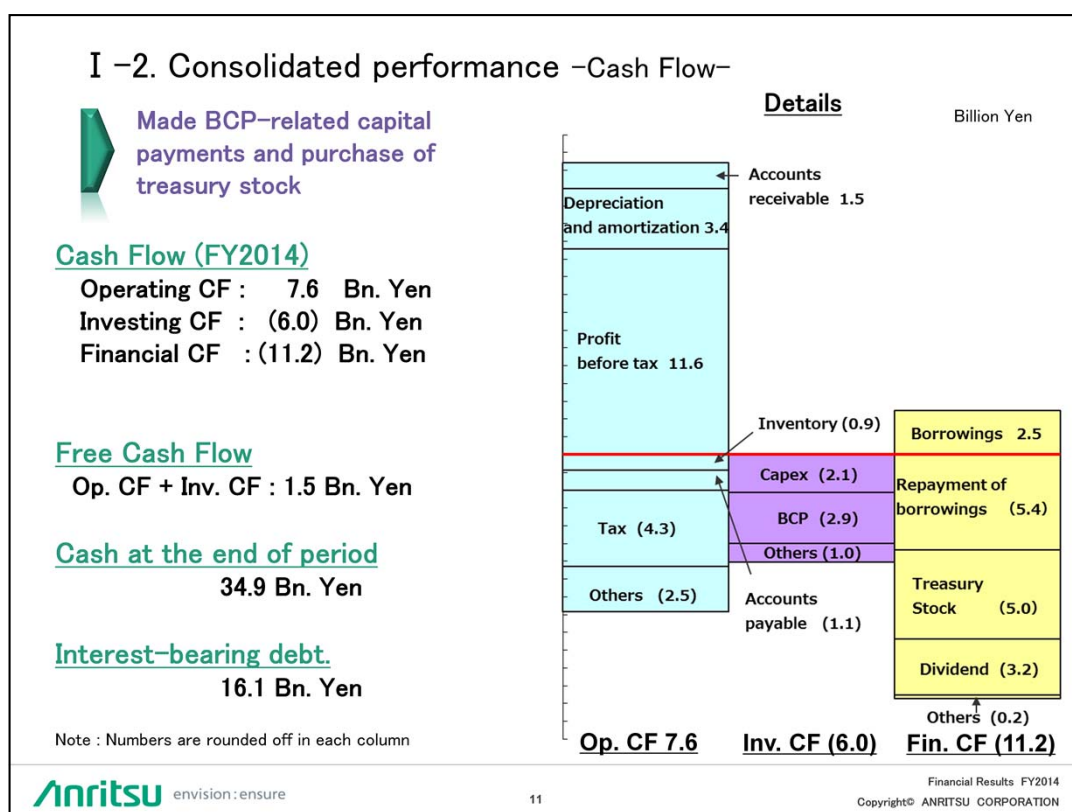 Ⅰ-2. Consolidated performance -Cash Flow-
Made BCP-related capital
payments and purchase of
treasury stock
Cash Flow (FY2014)
Operating CF : 7.6 Bn. Yen
Investing CF : (6.0) Bn. Yen
Financial CF : (11.2) Bn. Yen
Free Cash Flow
Op. CF + Inv. CF : 1.5 Bn. Yen
Cash at the end of period
34.9 Bn. Yen
Interest-bearing debt.
16.1 Bn. Yen
Note : Numbers are rounded off in each column
Details
Billion Yen
Accounts
receivable 1.5
Depreciation
and amortization 3.4
Profit
before tax 11.6
Inventory (0.9)
Tax (4.3)
Others (2.5)
Accounts
payable (1.1)
Capex (2.1)
BCP (2.9)
Others (1.0)
Borrowings 2.5
Repayment of
borrowings (5.4)
Treasury
Stock (5.0)
Dividend (3.2)
Others (0.2)
Op. CF 7.6 Inv. CF (6.0) Fin. CF (11.2)
Anritsu envision : ensure
11
Financial Results FY2014
Copyright© ANRITSU CORPORATION